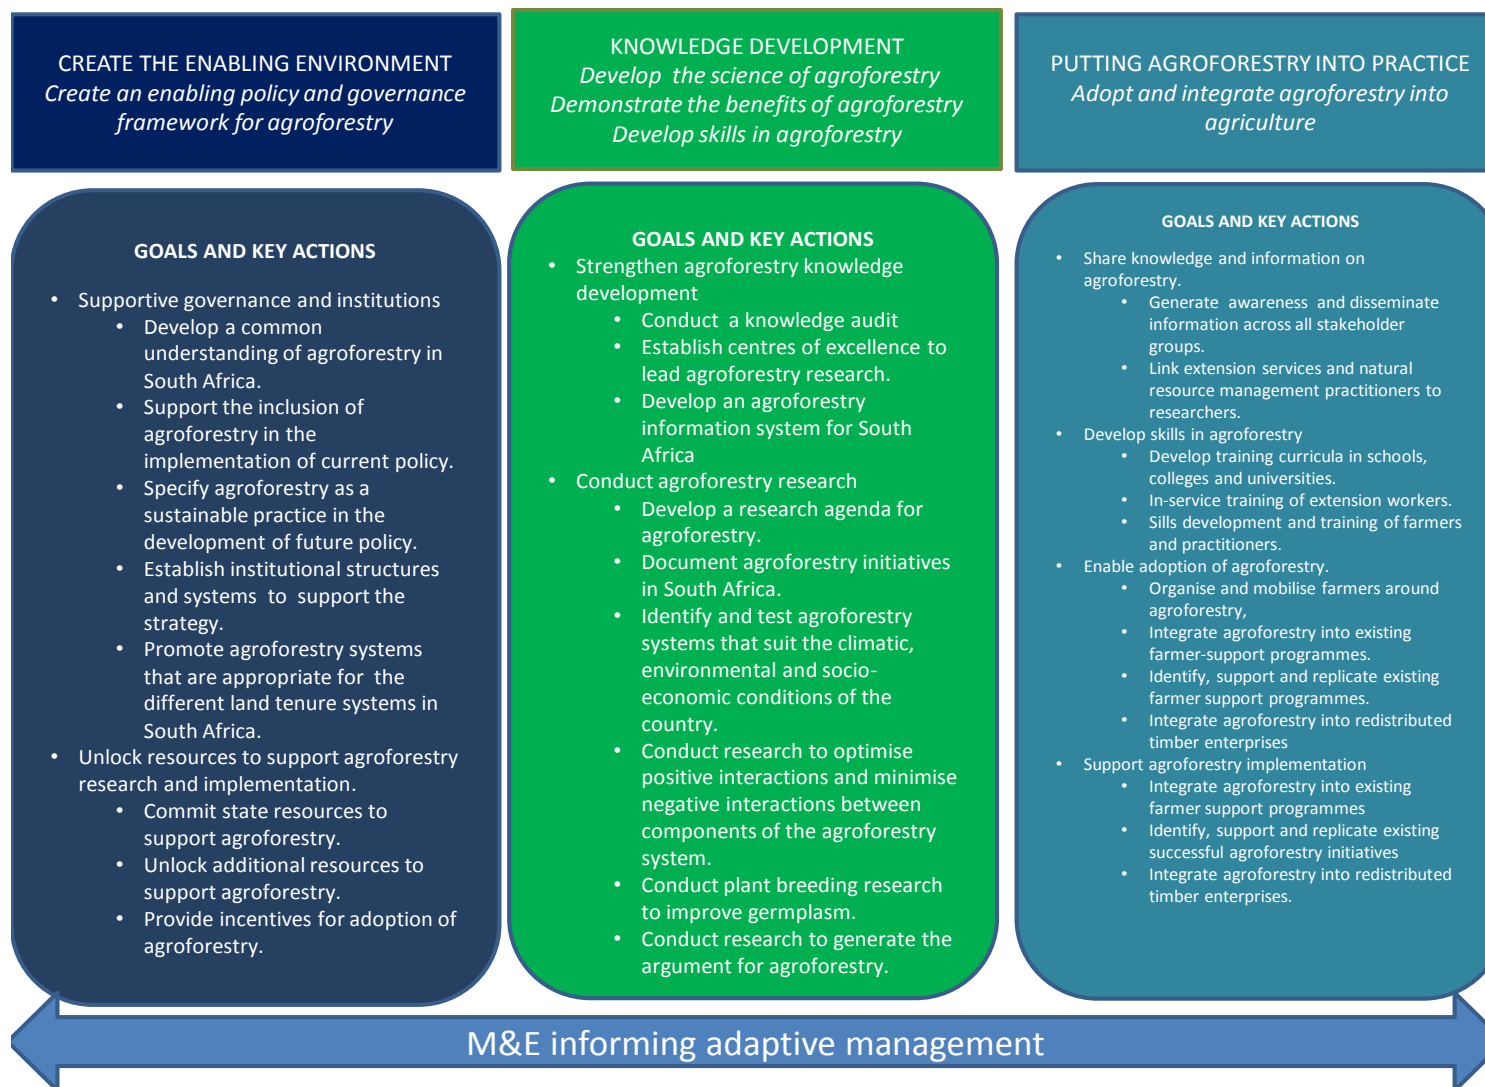 CREATE THE ENABLING ENVIRONMENT
Create an enabling policy and governance
framework for agroforestry
GOALS AND KEY ACTIONS
• Supportive governance and institutions
• Develop a common
understanding of agroforestry in
South Africa.
• Support the inclusion of
agroforestry in the
implementation of current policy.
• Specify agroforestry as a
sustainable practice in the
development of future policy.
• Establish institutional structures
and systems to support the
strategy.
• Promote agroforestry systems
that are appropriate for the
different land tenure systems in
South Africa.
• Unlock resources to support agroforestry
research and implementation.
• Commit state resources to
support agroforestry.
• Unlock additional resources to
support agroforestry.
• Provide incentives for adoption of
agroforestry.
KNOWLEDGE DEVELOPMENT
Develop the science of agroforestry
Demonstrate the benefits of agroforestry
Develop skills in agroforestry
GOALS AND KEY ACTIONS
• Strengthen agroforestry knowledge
development
• Conduct a knowledge audit
• Establish centres of excellence to
lead agroforestry research.
• Develop an agroforestry
information system for South
Africa
• Conduct agroforestry research
• Develop a research agenda for
agroforestry.
• Document agroforestry initiatives
in South Africa.
• Identify and test agroforestry
systems that suit the climatic,
environmental and socio-
economic conditions of the
country.
• Conduct research to optimise
positive interactions and minimise
negative interactions between
components of the agroforestry
system.
• Conduct plant breeding research
to improve germplasm.
• Conduct research to generate the
argument for agroforestry.
PUTTING AGROFORESTRY INTO PRACTICE
Adopt and integrate agroforestry into
agriculture
GOALS AND KEY ACTIONS
• Share knowledge and information on
agroforestry.
• Generate awareness and disseminate
information across all stakeholder
groups.
• Link extension services and natural
resource management practitioners to
researchers.
• Develop skills in agroforestry
• Develop training curricula in schools,
colleges and universities.
• In-service training of extension workers.
• Sills development and training of farmers
and practitioners.
• Enable adoption of agroforestry.
• Organise and mobilise farmers around
agroforestry,
• Integrate agroforestry into existing
farmer-support programmes.
• Identify, support and replicate existing
farmer support programmes.
• Integrate agroforestry into redistributed
timber enterprises
• Support agroforestry implementation
• Integrate agroforestry into existing
farmer support programmes
• Identify, support and replicate existing
successful agroforestry initiatives
• Integrate agroforestry into redistributed
timber enterprises.
M&E informing adaptive management